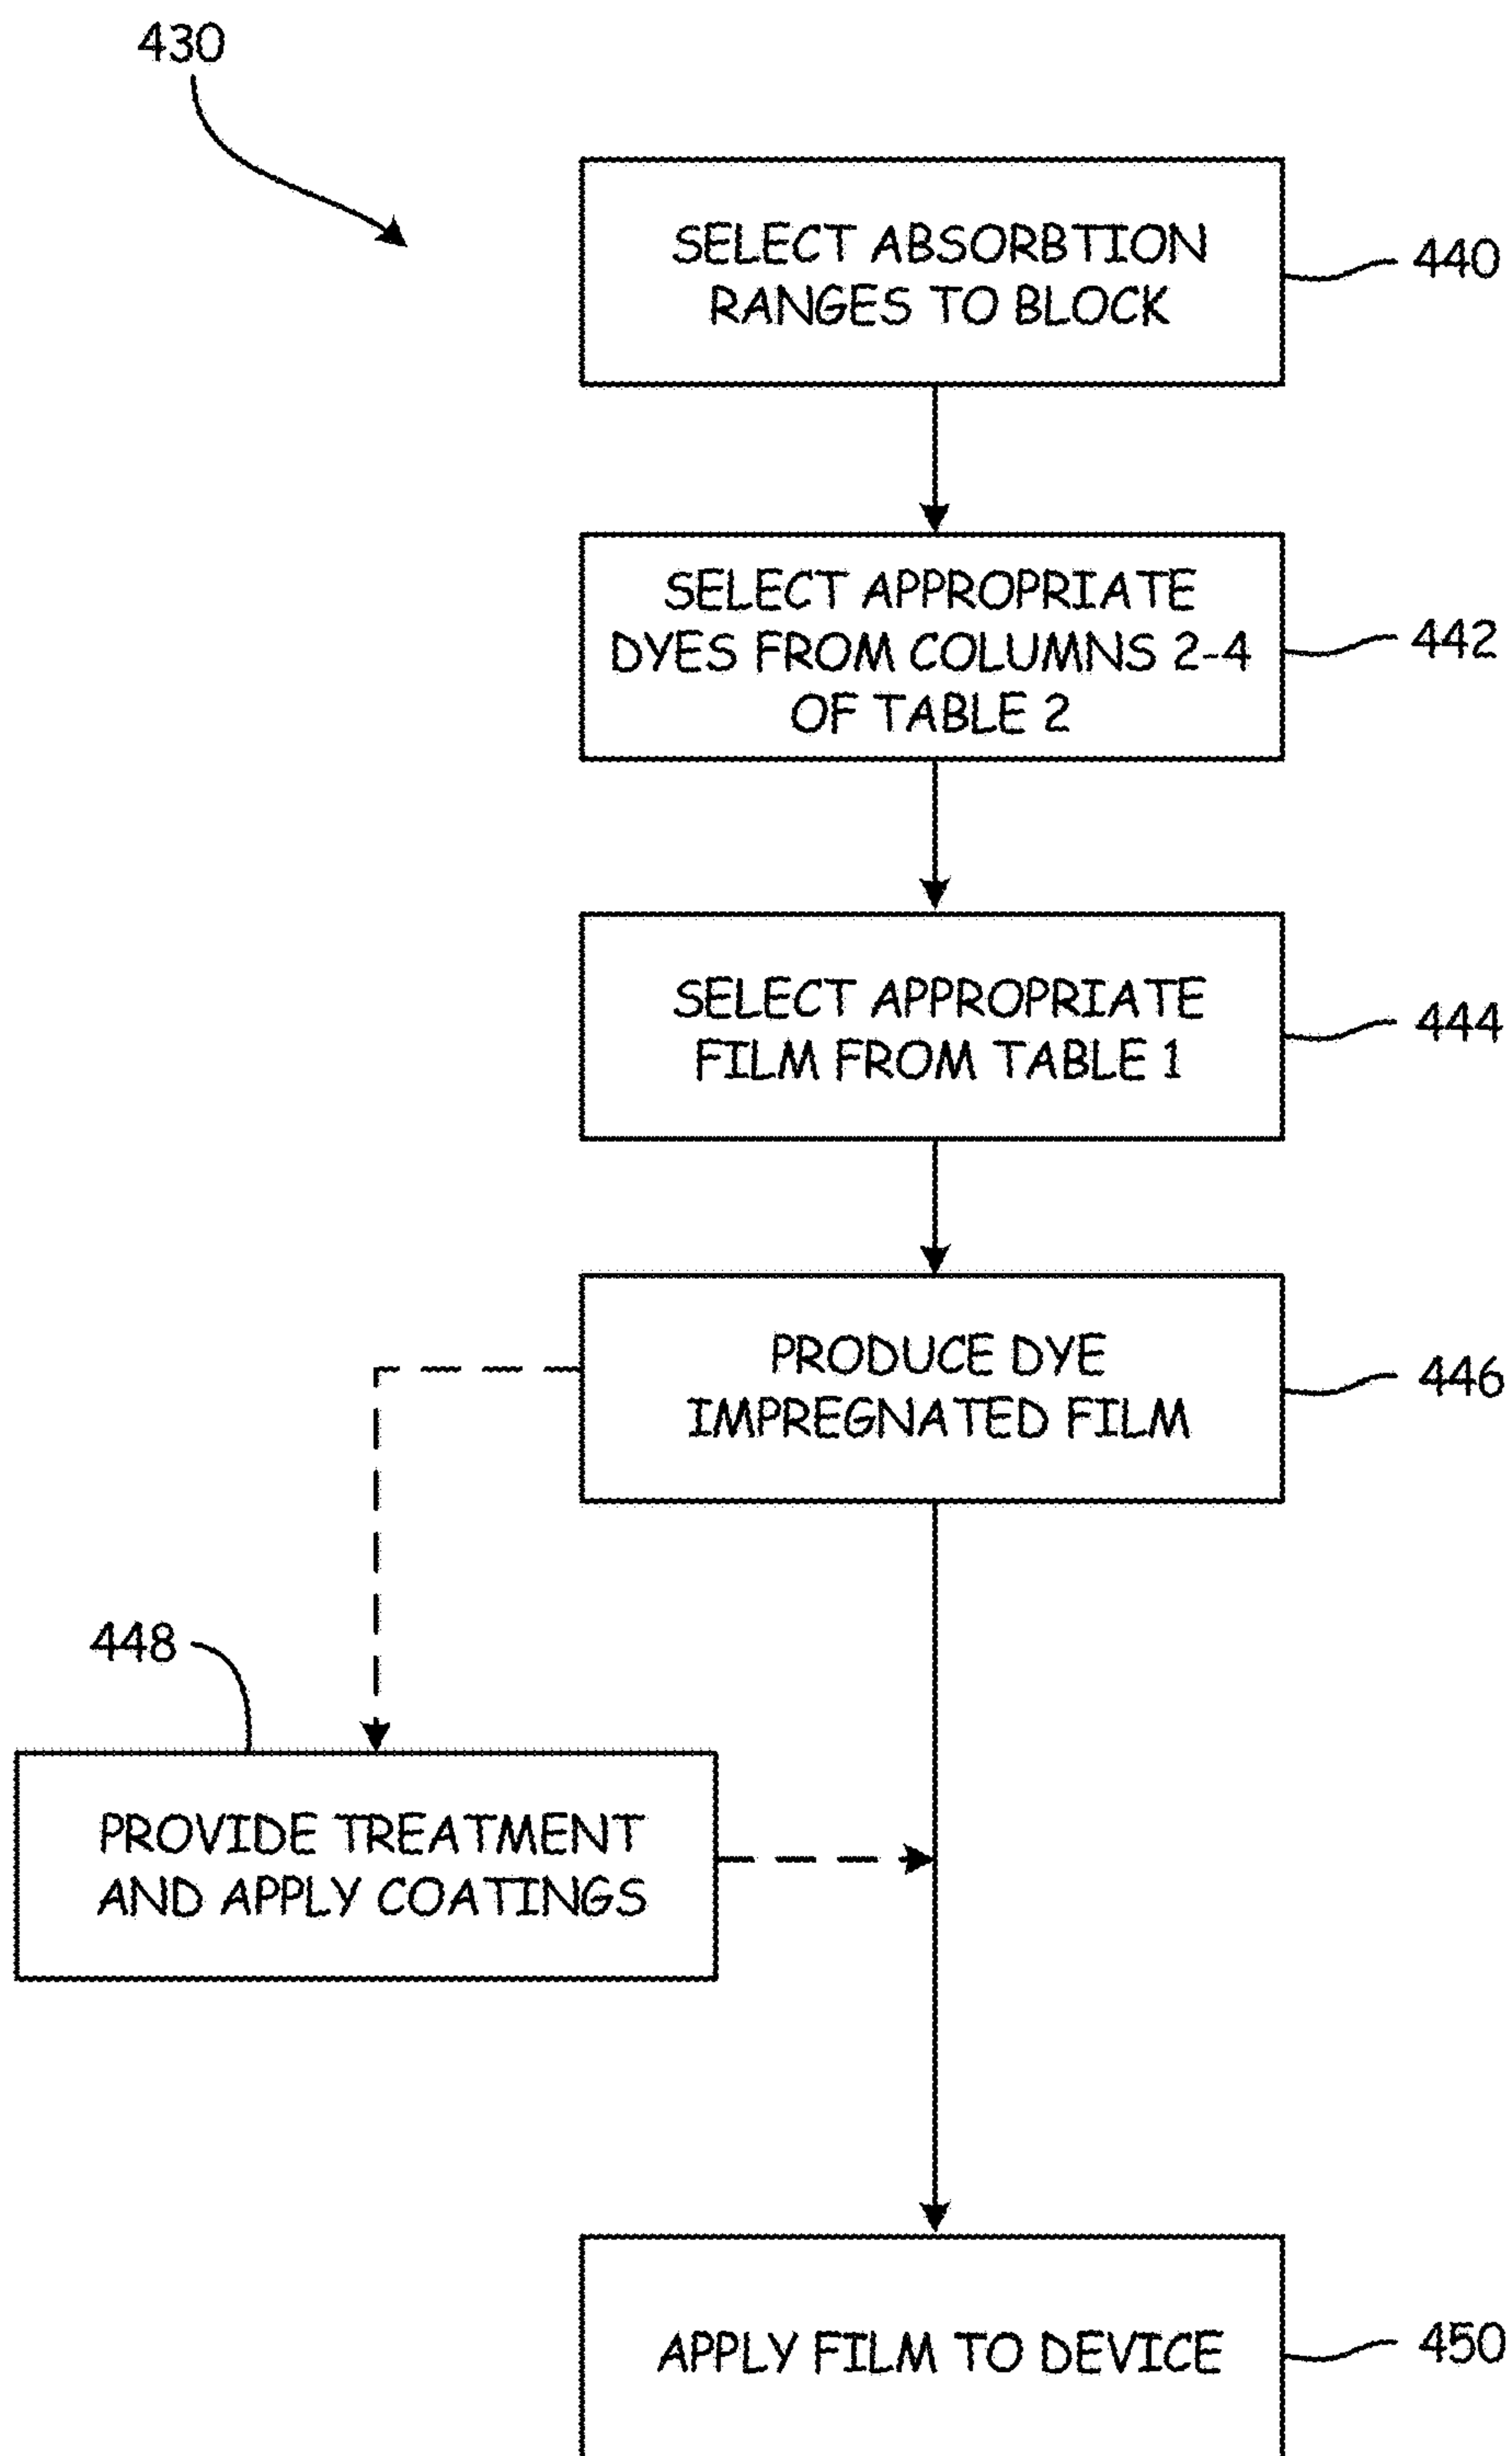 430
SELECT ABSORBTION
RANGES TO BLOCK
440
SELECT APPROPRIATE
DYES FROM COLUMNS 2-4
OF TABLE 2
442
SELECT APPROPRIATE
FILM FROM TABLE 1
444
PRODUCE DYE
IMPREGNATED FILM
446
448
PROVIDE TREATMENT
AND APPLY COATINGS
APPLY FILM TO DEVICE
450